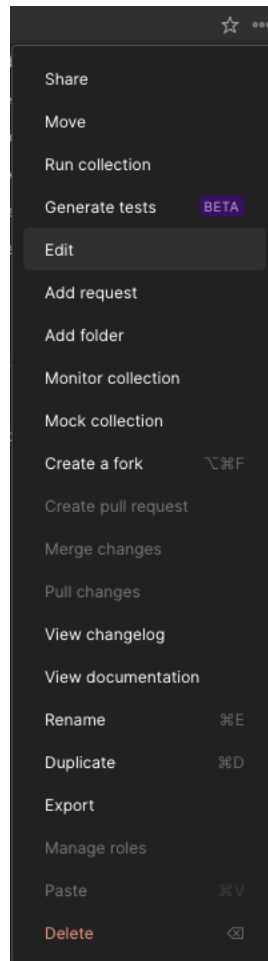 Share
Move
Run collection
Generate tests BETA
Edit
Add request
Add folder
Monitor collection
Mock collection
Create a fork ⌥⌘F
Create pull request
Merge changes
Pull changes
View changelog
View documentation
Rename ⌘E
Duplicate ⌘D
Export
Manage roles
Paste ⌘V
Delete ⌫